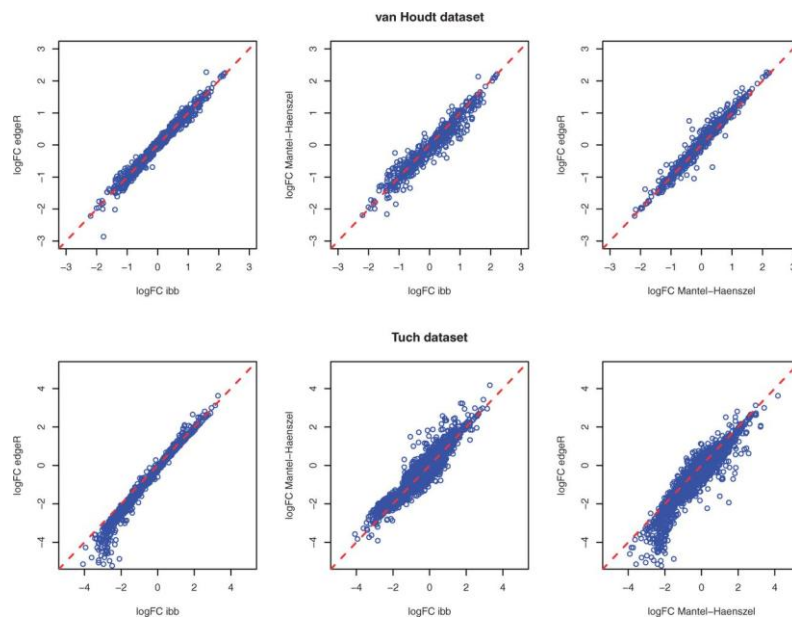 van Houdt dataset
logFC edgeR
3
2
1
0
-1
-2
-3
-3 -2 -1 0 1 2 3
logFC ibb
logFC Mantel-Haenszel
3
2
1
0
-1
-2
-3
-3 -2 -1 0 1 2 3
logFC ibb
logFC edgeR
3
2
1
0
-1
-2
-3
-3 -2 -1 0 1 2 3
logFC Mantel-Haenszel
Tuch dataset
logFC edgeR
4
2
0
-2
-4
-4 -2 0 2 4
logFC ibb
logFC Mantel-Haenszel
4
2
0
-2
-4
-4 -2 0 2 4
logFC ibb
logFC edgeR
4
2
0
-2
-4
-4 -2 0 2 4
logFC Mantel-Haenszel